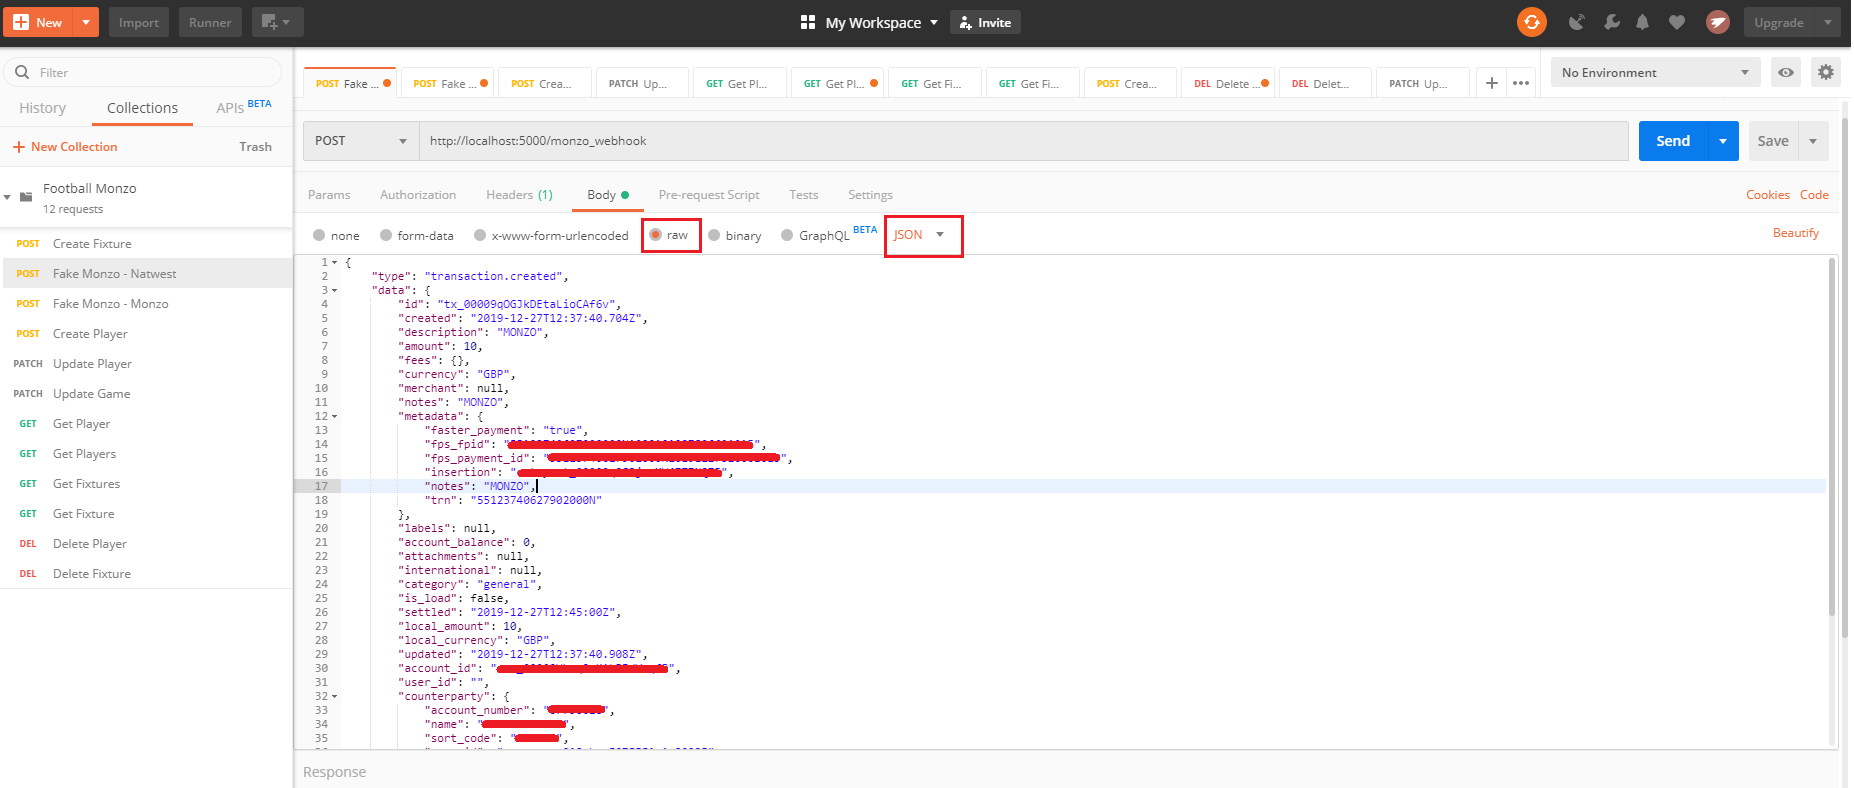 New
Import
Runner
My Workspace
Invite
Upgrade
Filter
History
Collections
APIs BETA
New Collection
Trash
Football Monzo
12 requests
POST Create Fixture
POST Fake Monzo - Natwest
POST Fake Monzo - Monzo
POST Create Player
PATCH Update Player
PATCH Update Game
GET Get Player
GET Get Players
GET Get Fixtures
GET Get Fixture
DEL Delete Player
DEL Delete Fixture
POST Fake ...
POST Fake ...
POST Crea...
PATCH Up...
GET Get Pl...
GET Get Pl...
GET Get Fi...
GET Get Fi...
POST Crea...
DEL Delete ...
DEL Delet...
PATCH Up...
No Environment
POST
http://localhost:5000/monzo_webhook
Send
Save
Params
Authorization
Headers (1)
Body
Pre-request Script
Tests
Settings
Cookies
Code
none
form-data
x-www-form-urlencoded
raw
binary
GraphQL BETA
JSON
Beautify
1 {
2 "type": "transaction.created",
3 "data": {
4 "id": "tx_00009qOGJkDEtaLioCAf6v",
5 "created": "2019-12-27T12:37:40.704Z",
6 "description": "MONZO",
7 "amount": 10,
8 "fees": {},
9 "currency": "GBP",
10 "merchant": null,
11 "notes": "MONZO",
12 "metadata": {
13 "faster_payment": "true",
14 "fps_fpid": "",
15 "fps_payment_id": "",
16 "insertion": "",
17 "notes": "MONZO",
18 "trn": "55123740627902000N"
19 },
20 "labels": null,
21 "account_balance": 0,
22 "attachments": null,
23 "international": null,
24 "category": "general",
25 "is_load": false,
26 "settled": "2019-12-27T12:45:00Z",
27 "local_amount": 10,
28 "local_currency": "GBP",
29 "updated": "2019-12-27T12:37:40.908Z",
30 "account_id": "",
31 "user_id": "",
32 "counterparty": {
33 "account_number": "",
34 "name": "",
35 "sort_code": "",
Response